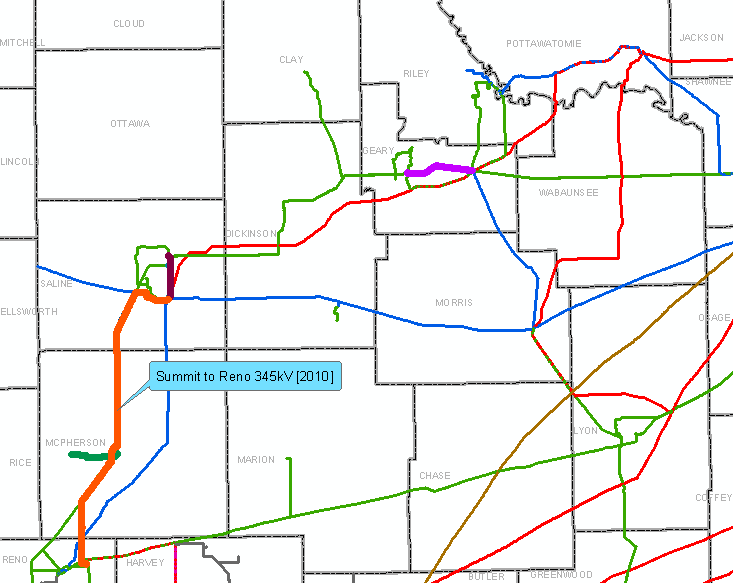 CLOUD
MITCHELL
JACKSON
POTTAWATOMIE
CLAY
RILEY
SHAWNEE
OTTAWA
GEARY
LINCOLN
WABAUNSEE
DICKINSON
SALINE
MORRIS
ELLSWORTH
OSAGE
Summit to Reno 345kV [2010]
LYON
MCPHERSON
RICE
MARION
CHASE
COFFEY
RENO
HARVEY
BUTLER
GREENWOOD